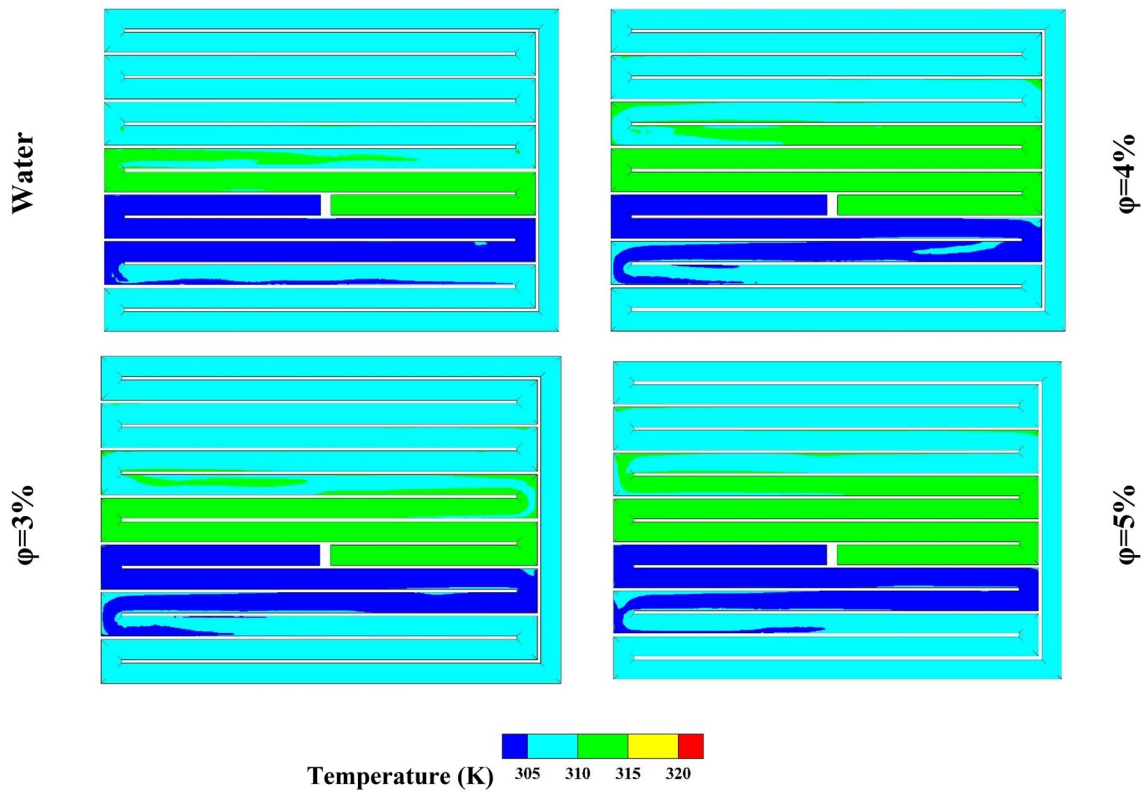 Water
φ=4%
φ=3%
φ=5%
Temperature (K)
305 310 315 320